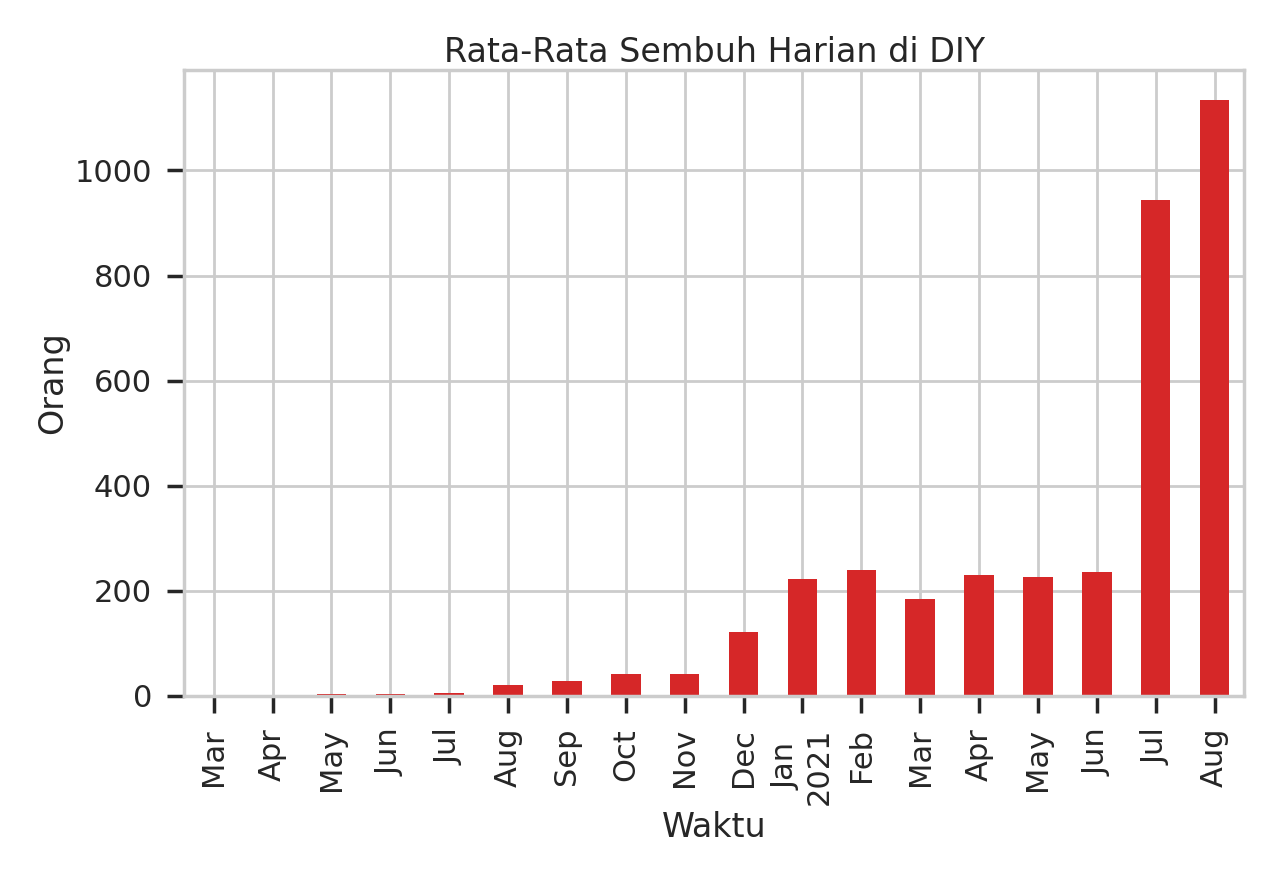 Rata-Rata Sembuh Harian di DIY
Orang
1000
800
600
400
200
0
Mar
Apr
May
Jun
Jul
Aug
Sep
Oct
Nov
Dec
Jan
2021
Feb
Mar
Apr
May
Jun
Jul
Aug
Waktu